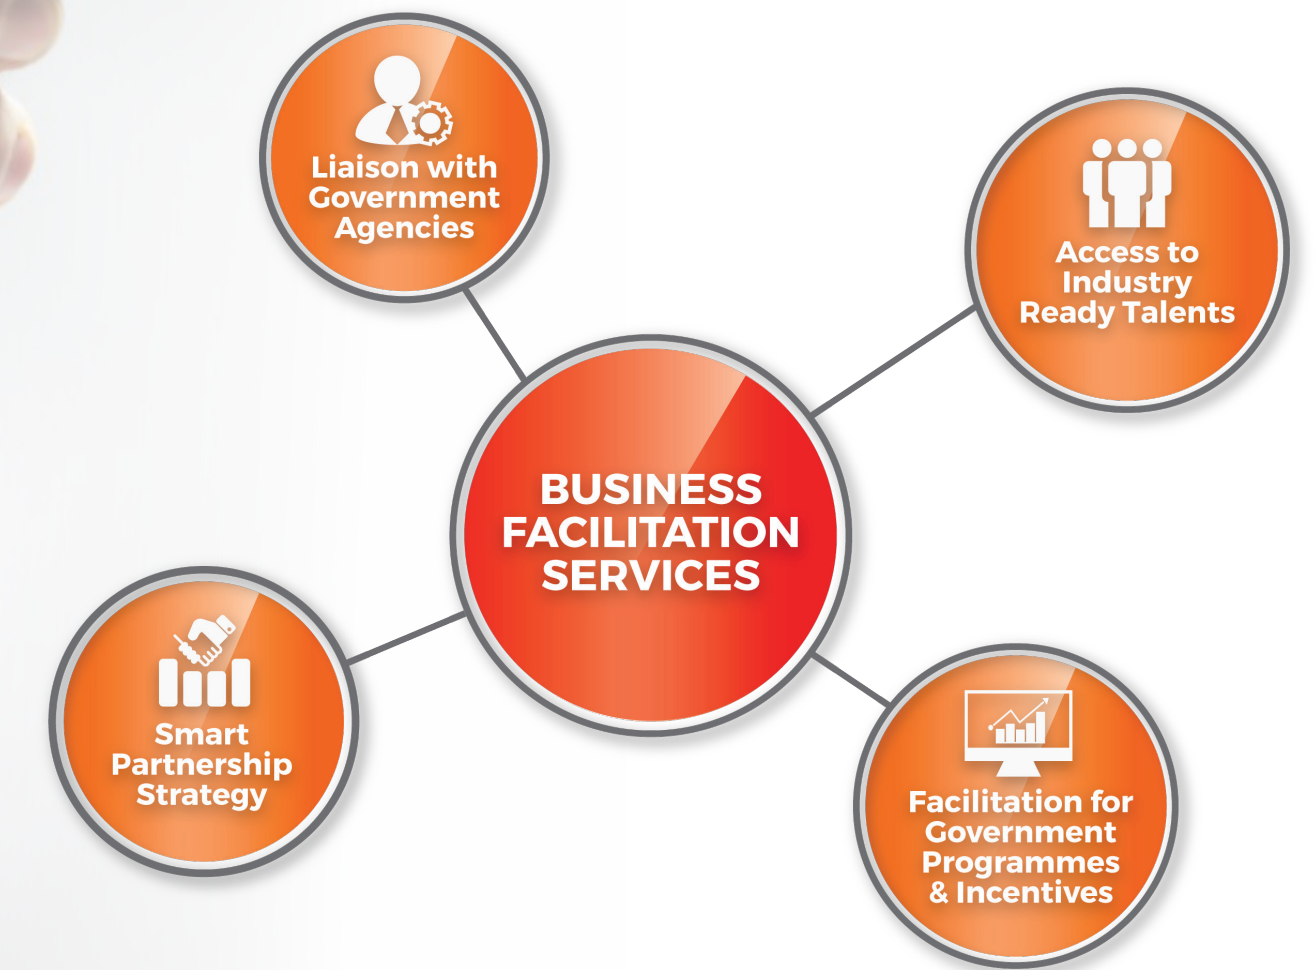 Liaison with
Government
Agencies
Access to
Industry
Ready Talents
BUSINESS
FACILITATION
SERVICES
Smart
Partnership
Strategy
Facilitation for
Government
Programmes
& Incentives